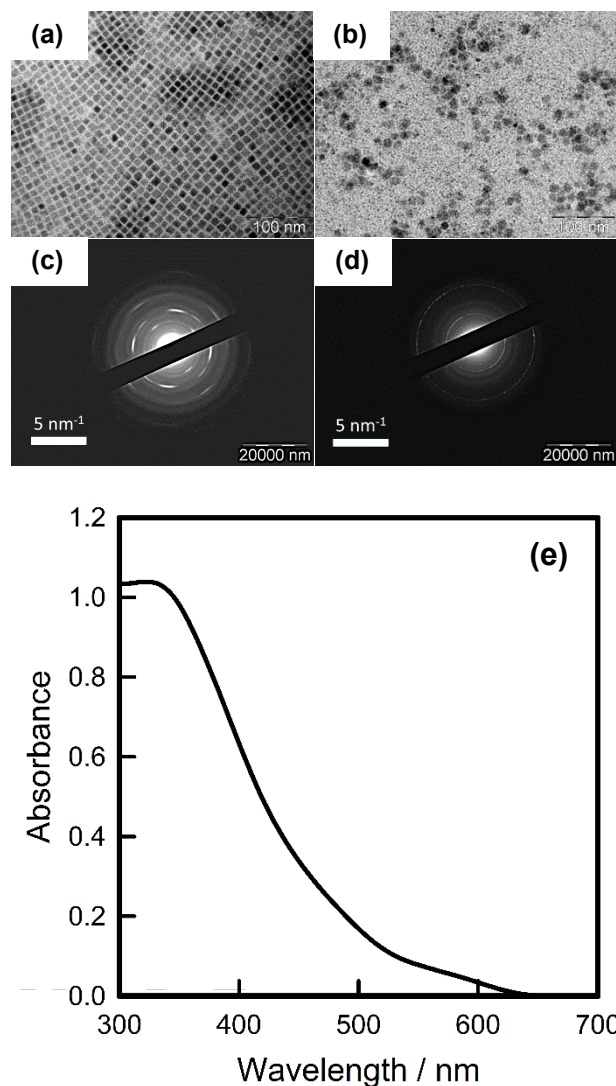 (a)
(b)
100 nm
100 nm
(c)
(d)
5 nm-1
20000 nm
5 nm-1
20000 nm
(e)
1.2
1.0
0.8
0.6
0.4
0.2
0.0
Absorbance
300 400 500 600 700
Wavelength / nm